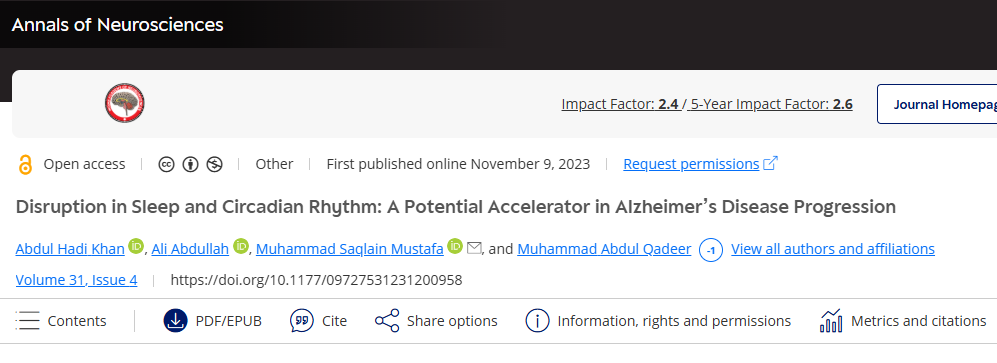 Annals of Neurosciences
Impact Factor: 2.4 / 5-Year Impact Factor: 2.6
Journal Homepag
Open access | cc | Other | First published online November 9, 2023 | Request permissions
Disruption in Sleep and Circadian Rhythm: A Potential Accelerator in Alzheimer's Disease Progression
Abdul Hadi Khan iD, Ali Abdullah iD, Muhammad Saqlain Mustafa iD, and Muhammad Abdul Qadeer -1 View all authors and affiliations
Volume 31, Issue 4 | https://doi.org/10.1177/09727531231200958
Contents | PDF/EPUB Cite Share options Information, rights and permissions Metrics and citations